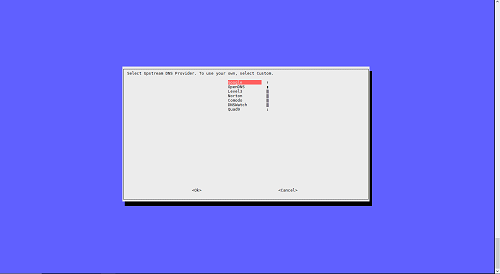 Select Upstream DNS Provider. To use your own, select Custom.
Google
OpenDNS
Level3
Norton
Comodo
DNSWatch
Quad9
<Ok> <Cancel>